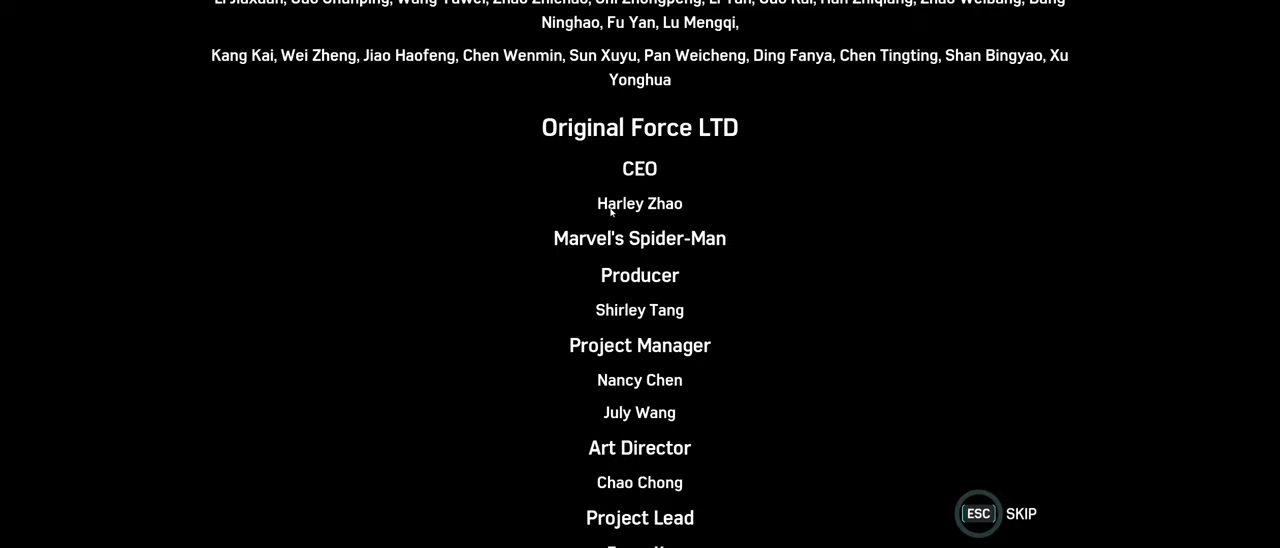 Ninghao, Fu Yan, Lu Mengqi,
Kang Kai, Wei Zheng, Jiao Haofeng, Chen Wenmin, Sun Xuyu, Pan Weicheng, Ding Fanya, Chen Tingting, Shan Bingyao, Xu
Yonghua
Original Force LTD
CEO
Harley Zhao
Marvel's Spider-Man
Producer
Shirley Tang
Project Manager
Nancy Chen
July Wang
Art Director
Chao Chong
Project Lead
ESC SKIP